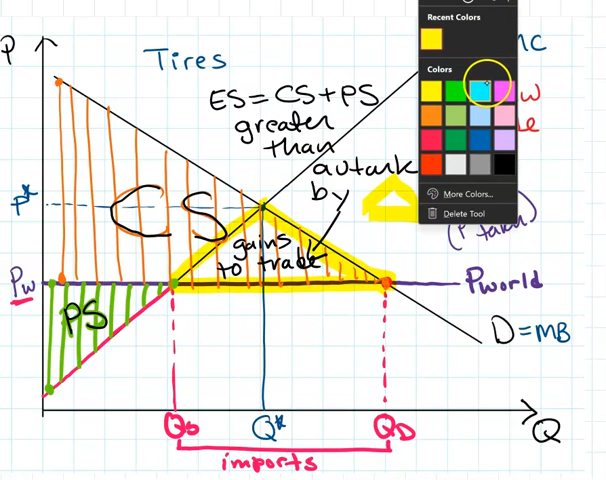 P
Tires
Recent Colors
MC
Colors
ES = CS + PS
greater
than
autark
by
w
e
More Colors...
Delete Tool
P*
CS
gains
to trade
(P taker)
Pw
Pworld
PS
D = MB
Qs
Q*
QD
Q
imports